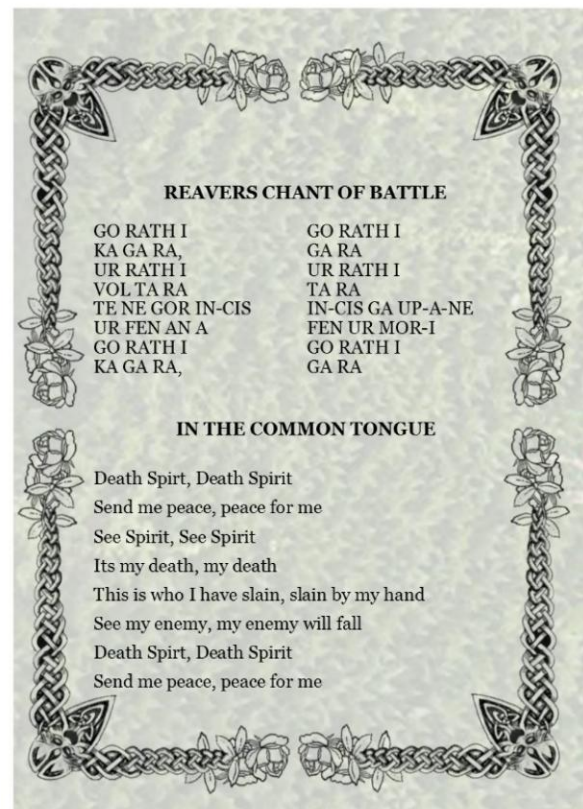 REAVERS CHANT OF BATTLE
GO RATH I GO RATH I
KA GA RA, GA RA
UR RATH I UR RATH I
VOL TA RA TA RA
TE NE GOR IN-CIS IN-CIS GA UP-A-NE
UR FEN AN A FEN UR MOR-I
GO RATH I GO RATH I
KA GA RA, GA RA
IN THE COMMON TONGUE
Death Spirt, Death Spirit
Send me peace, peace for me
See Spirit, See Spirit
Its my death, my death
This is who I have slain, slain by my hand
See my enemy, my enemy will fall
Death Spirt, Death Spirit
Send me peace, peace for me